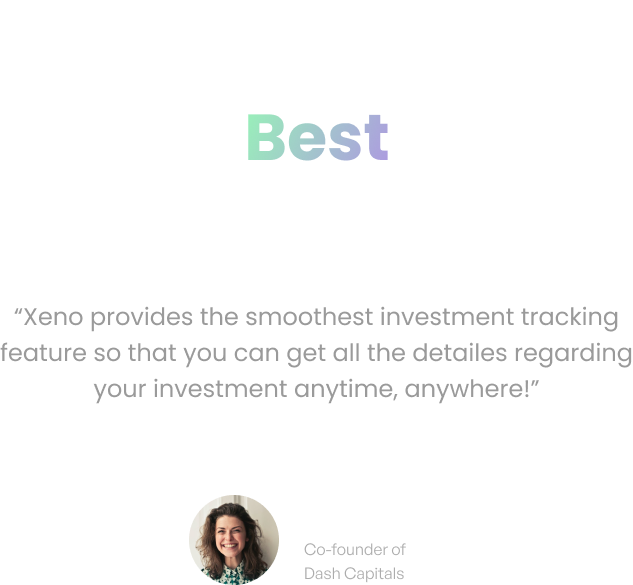 Best
“Xeno provides the smoothest investment tracking
feature so that you can get all the detailes regarding
your investment anytime, anywhere!”
Co-founder of
Dash Capitals